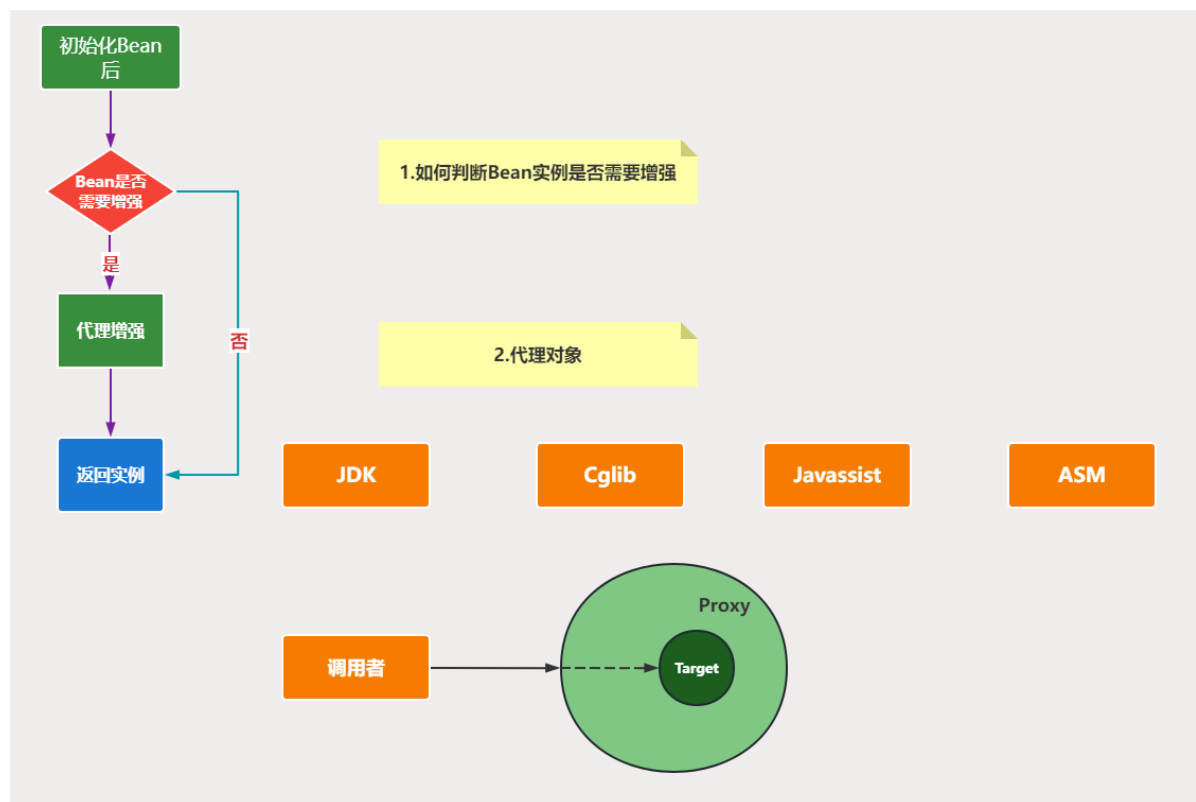 初始化Bean
后
Bean是否
需要增强
1.如何判断Bean实例是否需要增强
是
代理增强
否
2.代理对象
返回实例
JDK
Cglib
Javassist
ASM
Proxy
调用者
Target